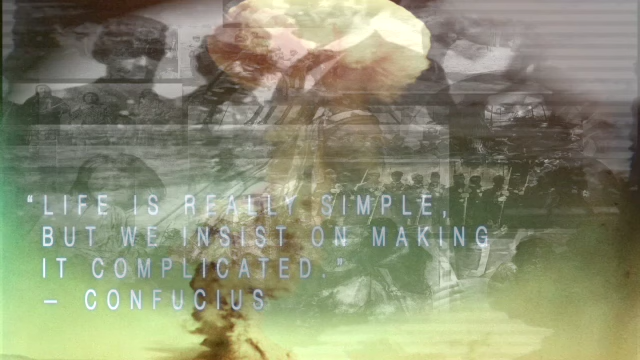 “LIFE IS REALLY SIMPLE,
BUT WE INSIST ON MAKING
IT COMPLICATED.”
– CONFUCIUS